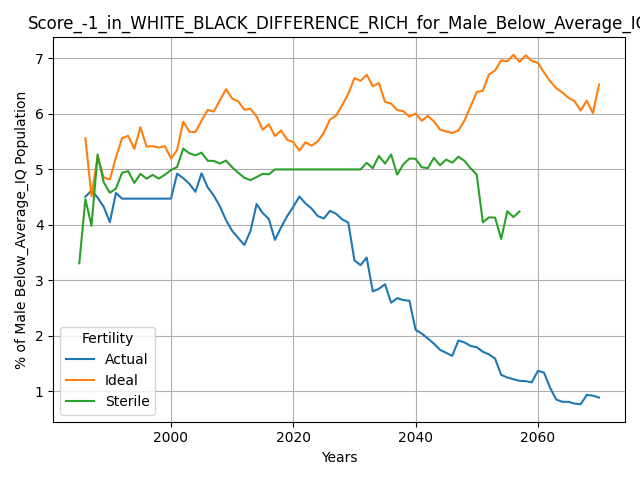 Score_-1_in_WHITE_BLACK_DIFFERENCE_RICH_for_Male_Below_Average_IQ
% of Male Below_Average_IQ Population
7
6
5
4
3
2
1
Fertility
Actual
Ideal
Sterile
2000
2020
2040
2060
Years